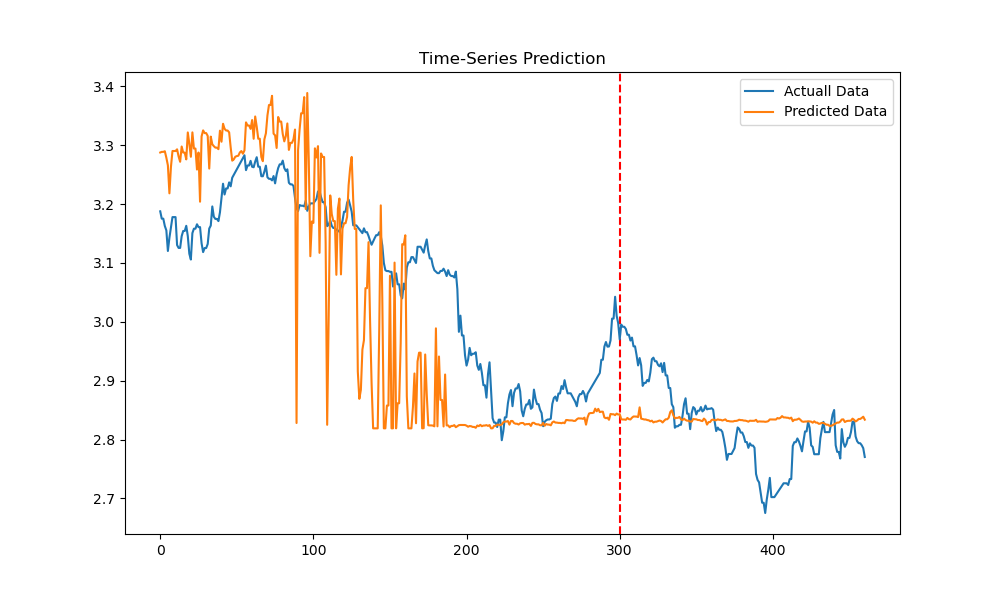 Time-Series Prediction
Actuall Data
Predicted Data
3.4
3.3
3.2
3.1
3.0
2.9
2.8
2.7
0 100 200 300 400